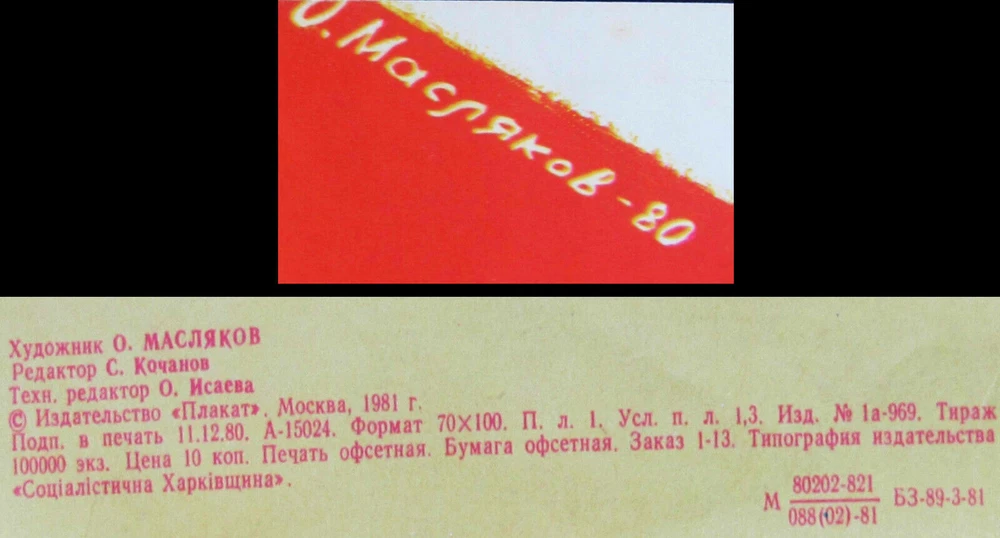 О. Масляков-80
Художник О. МАСЛЯКОВ
Редактор С. Кочанов
Техн. редактор О. Исаева
© Издательство «Плакат». Москва, 1981 г.
Подп. в печать 11.12.80. А-15024. Формат 70×100. П. л. 1. Усл. п. л. 1,3. Изд. № 1а-969. Тираж
100000 экз. Цена 10 коп. Печать офсетная. Бумага офсетная. Заказ 1-13. Типография издательства
«Соціалістична Харківщина».
М 80202-821 БЗ-89-3-81
088(02)-81